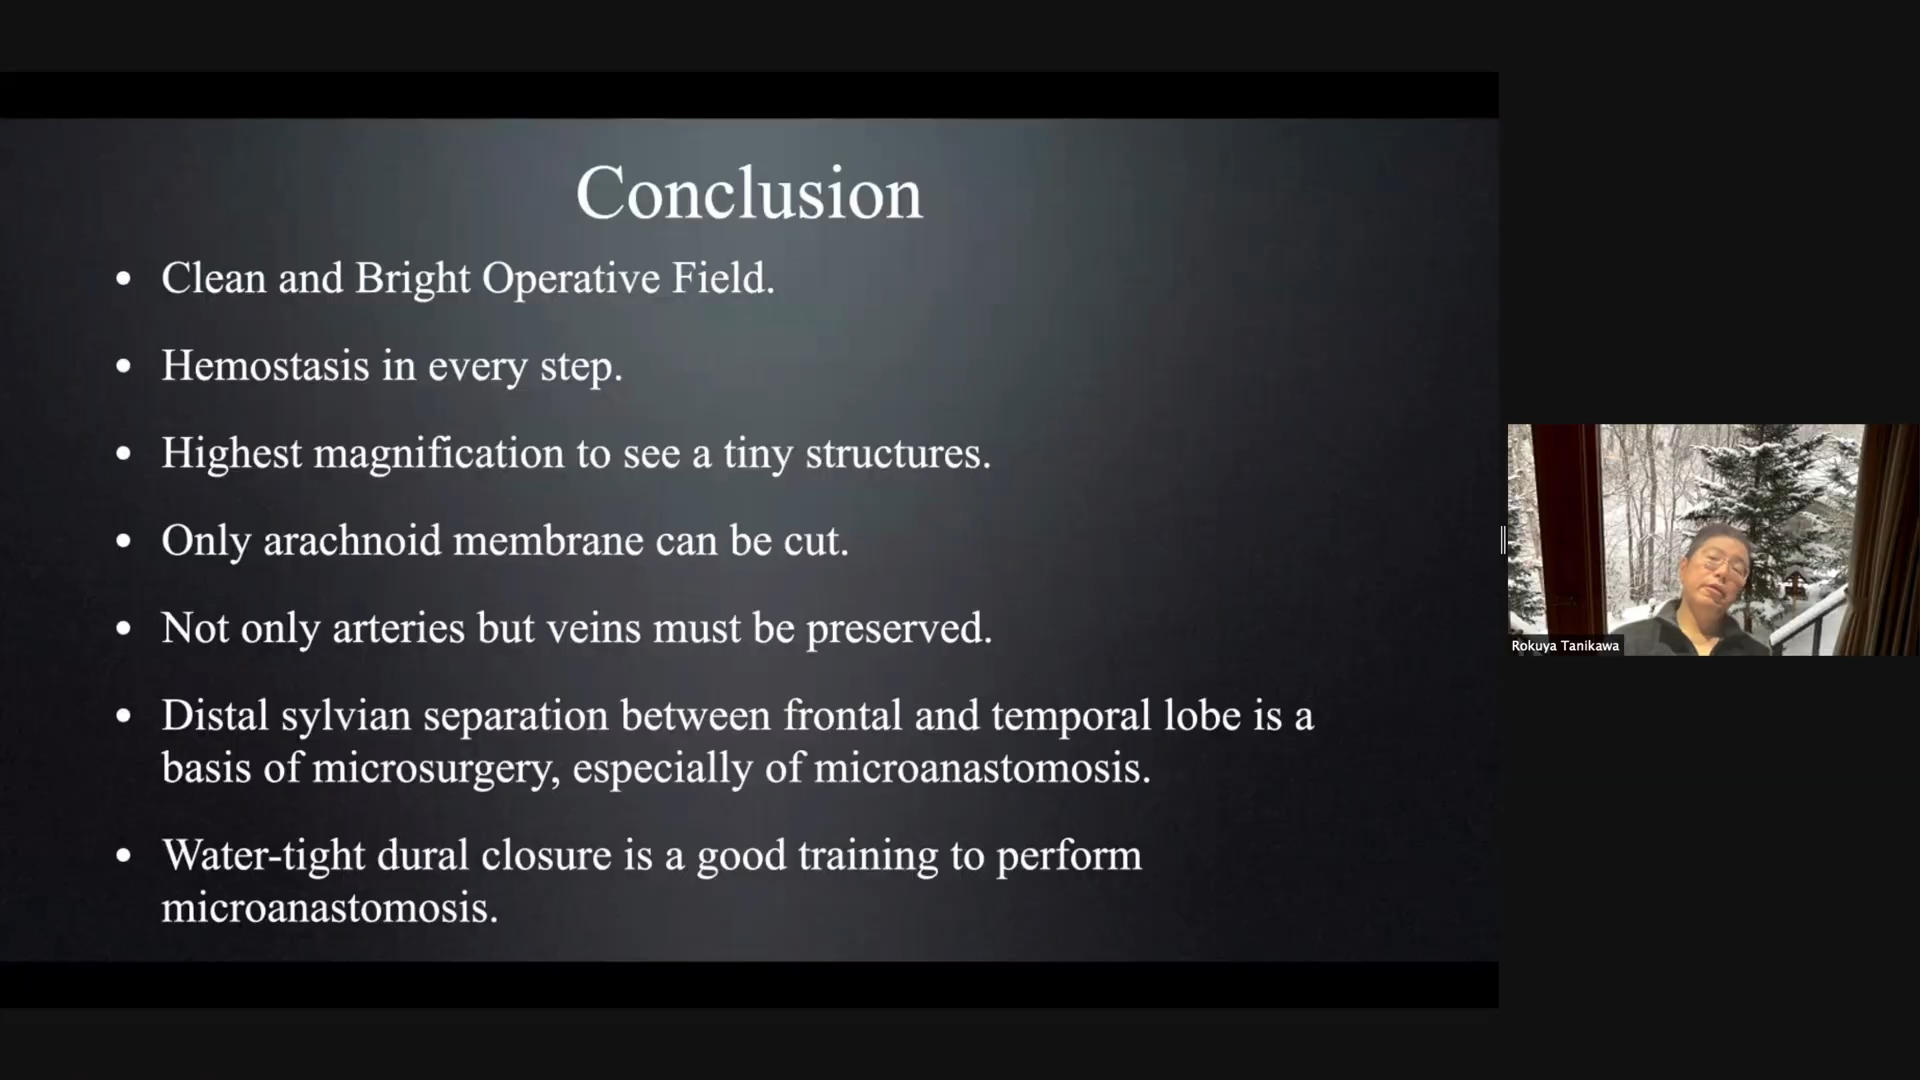 Conclusion
• Clean and Bright Operative Field.
• Hemostasis in every step.
• Highest magnification to see a tiny structures.
• Only arachnoid membrane can be cut.
• Not only arteries but veins must be preserved.
• Distal sylvian separation between frontal and temporal lobe is a
basis of microsurgery, especially of microanastomosis.
• Water-tight dural closure is a good training to perform
microanastomosis.
Rokuya Tanikawa